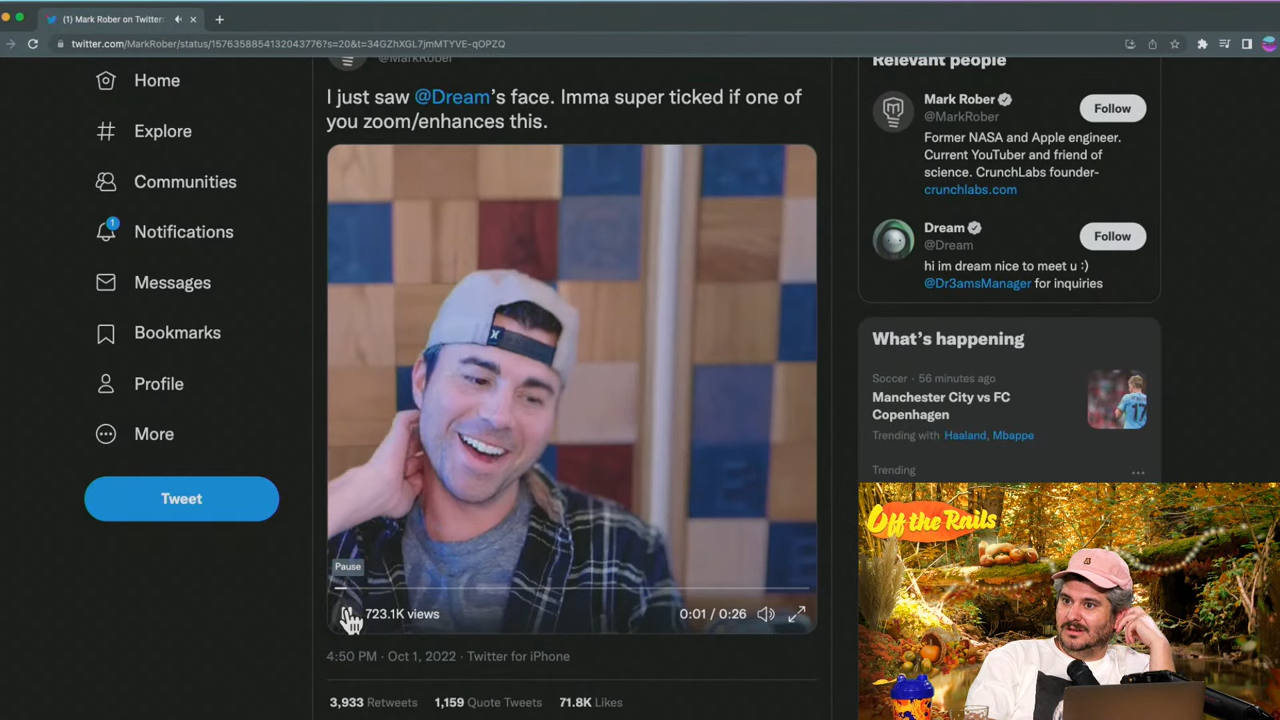 (1) Mark Rober on Twitter:
twitter.com/MarkRober/status/1576358854132043776?s=20&t=34GZhXGL7jmMTYVE-qOPZQ
Home
Explore
Communities
1
Notifications
Messages
Bookmarks
Profile
More
Tweet
@MarkRober
I just saw @Dream's face. Imma super ticked if one of
you zoom/enhances this.
Pause
723.1K views
0:01 / 0:26
4:50 PM · Oct 1, 2022 · Twitter for iPhone
3,933 Retweets 1,159 Quote Tweets 71.8K Likes
Relevant people
Mark Rober
@MarkRober
Follow
Former NASA and Apple engineer.
Current YouTuber and friend of
science. CrunchLabs founder-
crunchlabs.com
Dream
@Dream
Follow
hi im dream nice to meet u :)
@Dr3amsManager for inquiries
What's happening
Soccer · 56 minutes ago
Manchester City vs FC
Copenhagen
17
Trending with Haaland, Mbappe
Trending
Off the Rails